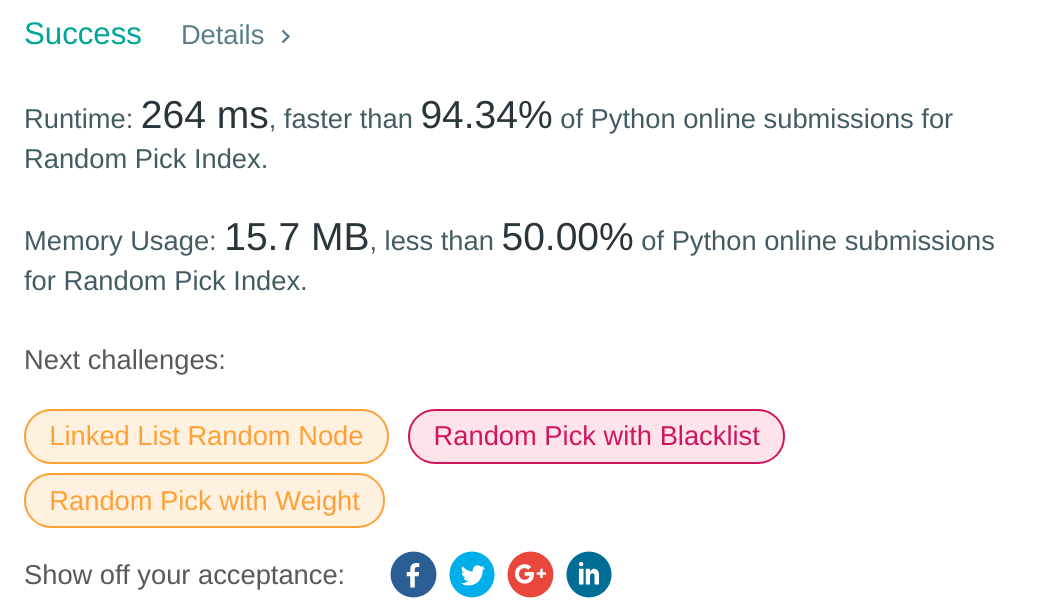 Success Details >
Runtime: 264 ms, faster than 94.34% of Python online submissions for
Random Pick Index.
Memory Usage: 15.7 MB, less than 50.00% of Python online submissions
for Random Pick Index.
Next challenges:
Linked List Random Node Random Pick with Blacklist
Random Pick with Weight
Show off your acceptance: f G+ in